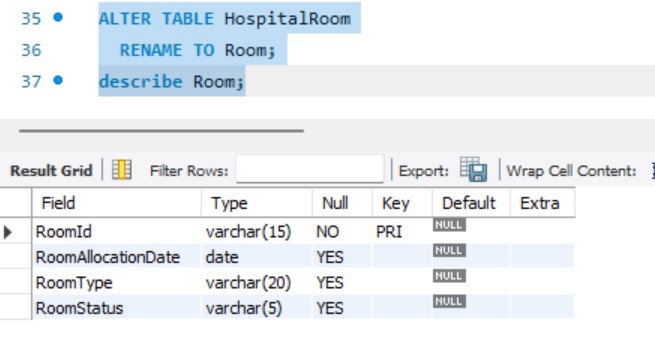 35 ALTER TABLE HospitalRoom
36 RENAME TO Room;
37 describe Room;
Result Grid Filter Rows: Export: Wrap Cell Content:
Field Type Null Key Default Extra
RoomId varchar(15) NO PRI NULL
RoomAllocationDate date YES NULL
RoomType varchar(20) YES NULL
RoomStatus varchar(5) YES NULL